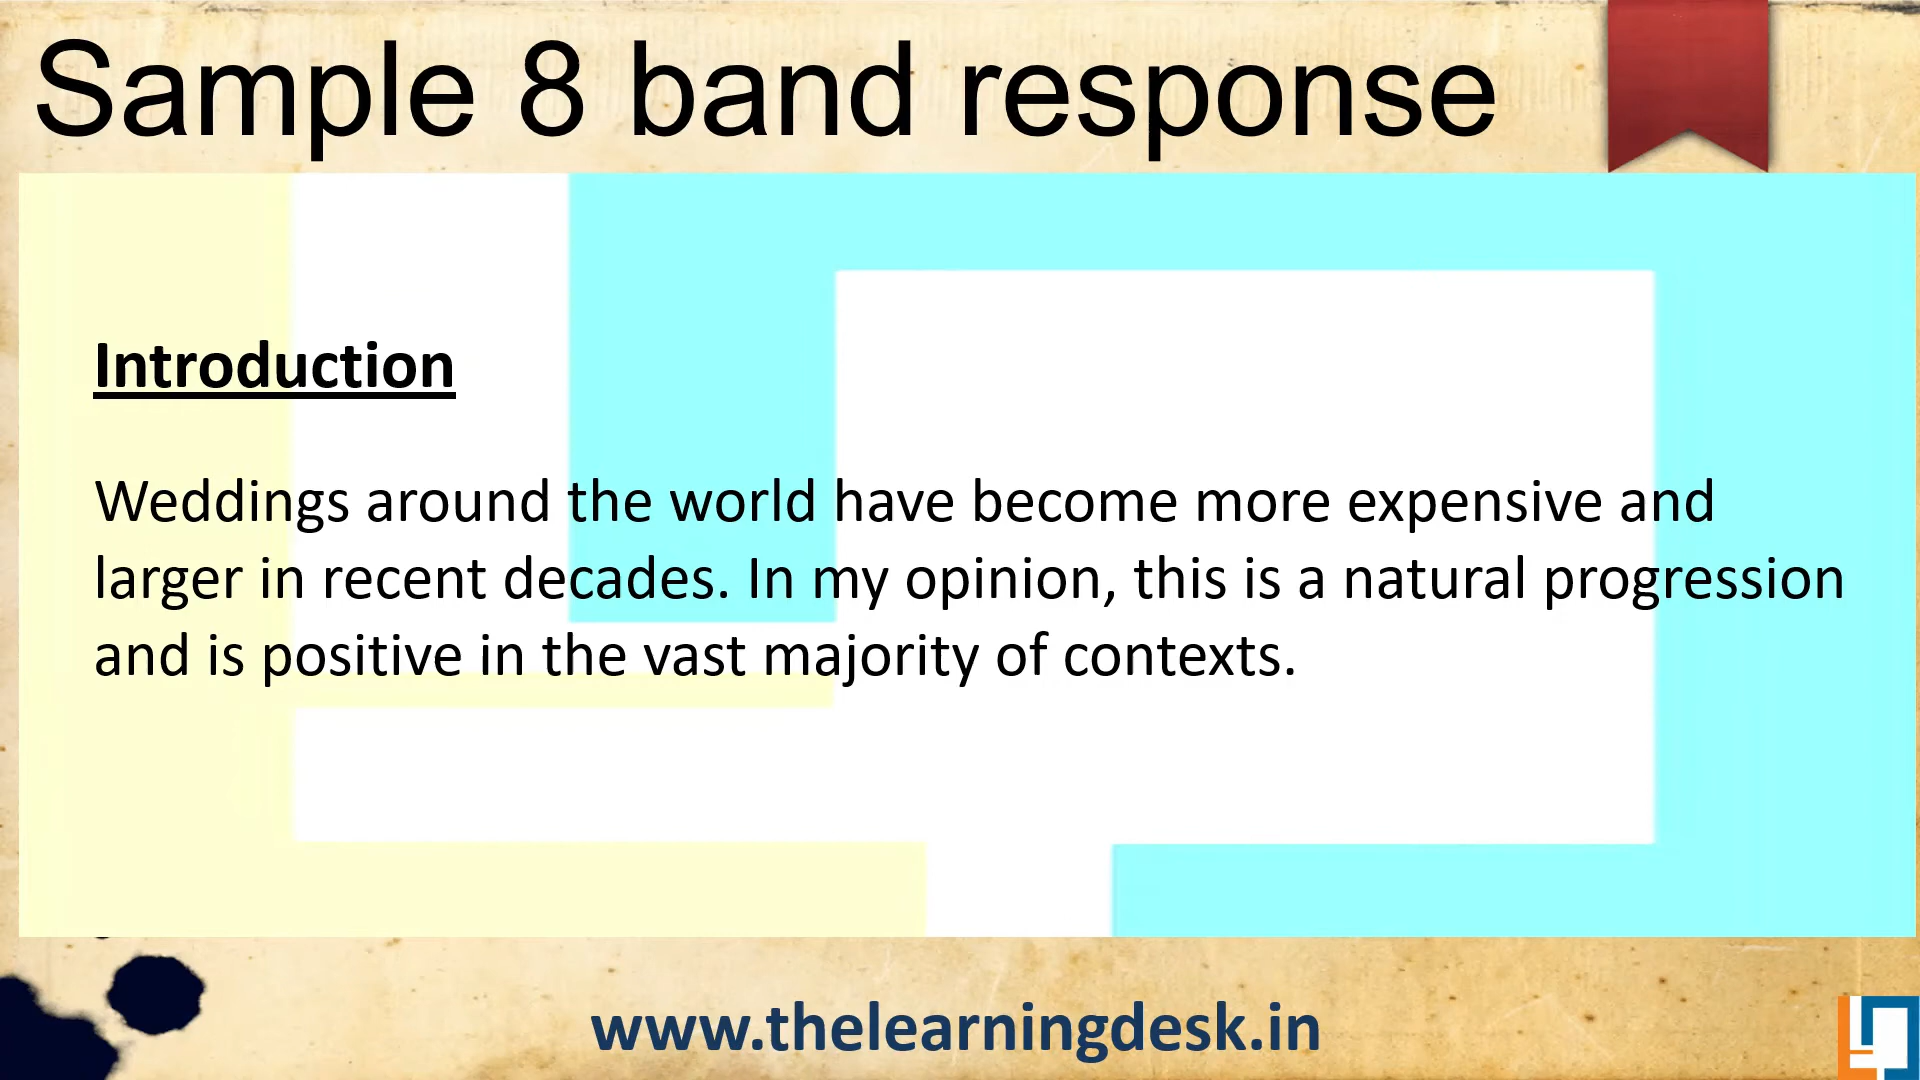 Sample 8 band response
Introduction
Weddings around the world have become more expensive and
larger in recent decades. In my opinion, this is a natural progression
and is positive in the vast majority of contexts.
www.thelearningdesk.in